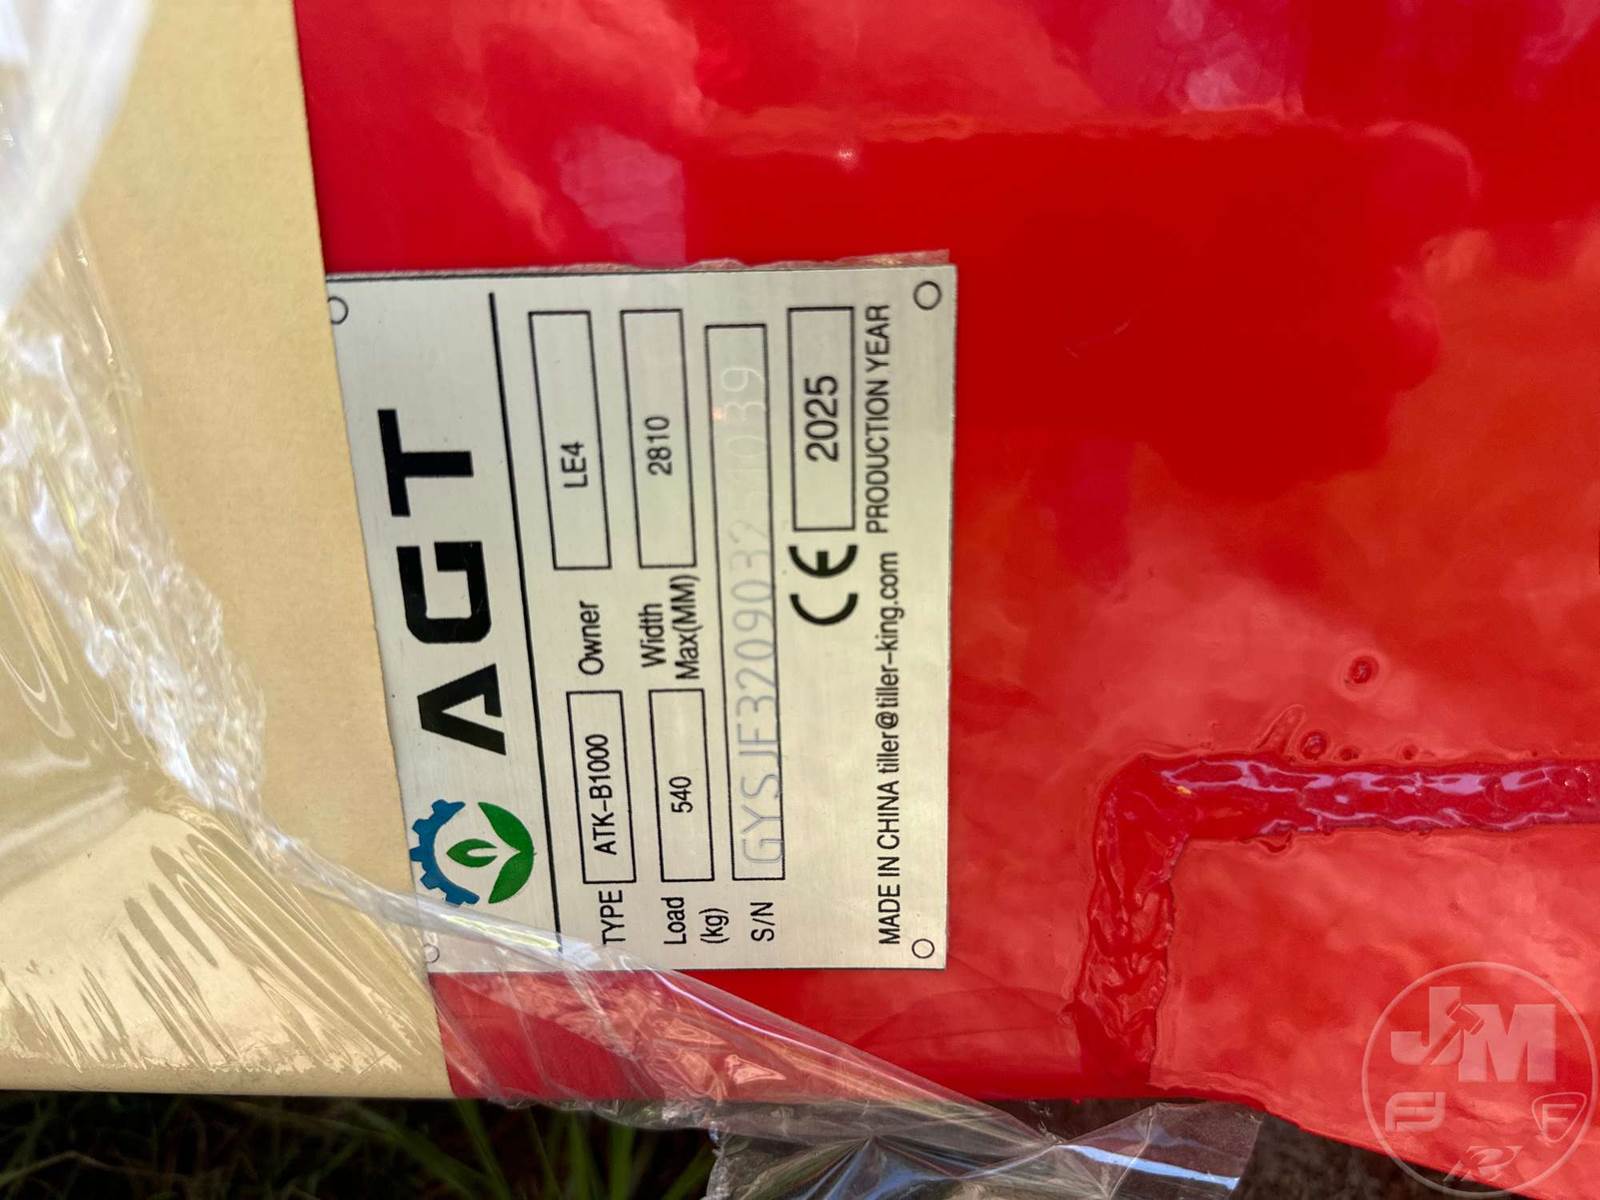 AGT
TYPE ATK-B1000 Owner LE4
Load (kg) 540 Width Max(MM) 2810
S/N
CE 2025
MADE IN CHINA tiller@tiller-king.com PRODUCTION YEAR
JM